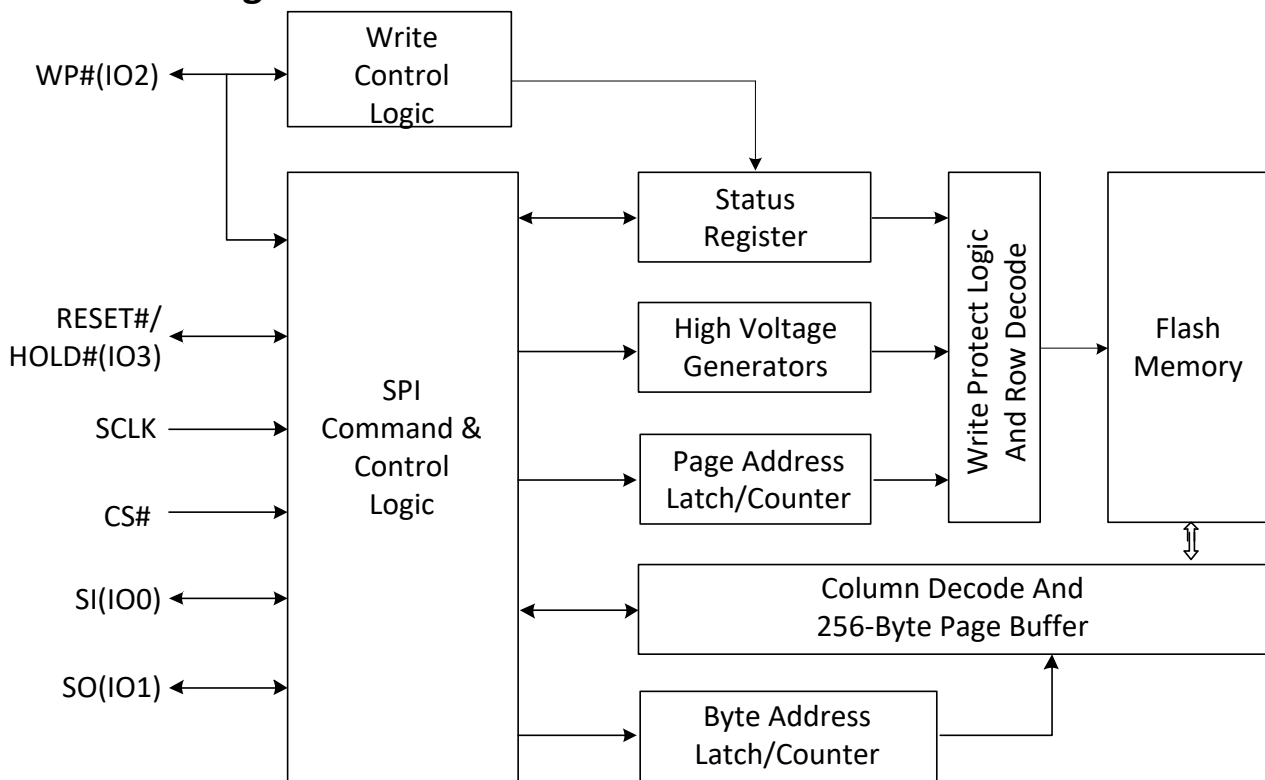 g
Write
Control
Logic
WP#(IO2)
Status
Register
RESET#/
HOLD#(IO3)
SCLK
CS#
SI(IO0)
SO(IO1)
SPI
Command &
Control
Logic
High Voltage
Generators
Page Address
Latch/Counter
Write Protect Logic
And Row Decode
Flash
Memory
Column Decode And
256-Byte Page Buffer
Byte Address
Latch/Counter